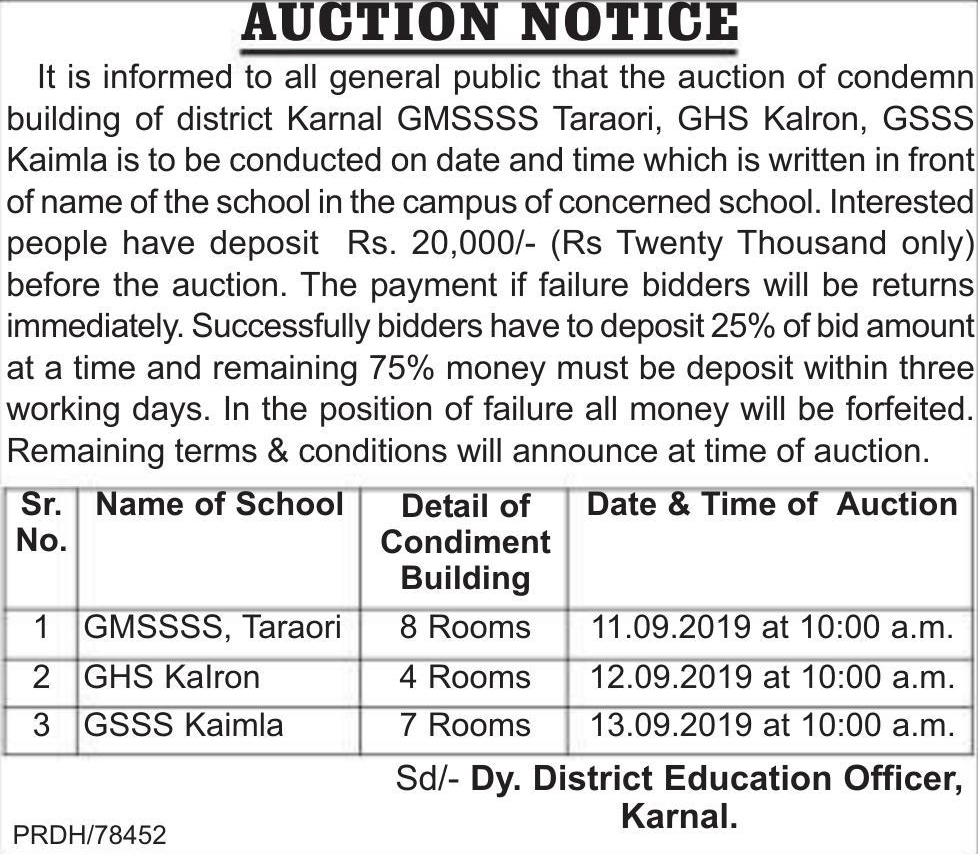 AUCTION NOTICE
It is informed to all general public that the auction of condemn
building of district Karnal GMSSSS Taraori, GHS Kalron, GSSS
Kaimla is to be conducted on date and time which is written in front
of name of the school in the campus of concerned school. Interested
people have deposit Rs. 20,000/- (Rs Twenty Thousand only)
before the auction. The payment if failure bidders will be returns
immediately. Successfully bidders have to deposit 25% of bid amount
at a time and remaining 75% money must be deposit within three
working days. In the position of failure all money will be forfeited.
Remaining terms & conditions will announce at time of auction.
Sr. No. Name of School Detail of Condiment Building Date & Time of Auction
1 GMSSSS, Taraori 8 Rooms 11.09.2019 at 10:00 a.m.
2 GHS Kalron 4 Rooms 12.09.2019 at 10:00 a.m.
3 GSSS Kaimla 7 Rooms 13.09.2019 at 10:00 a.m.
Sd/- Dy. District Education Officer,
Karnal.
PRDH/78452